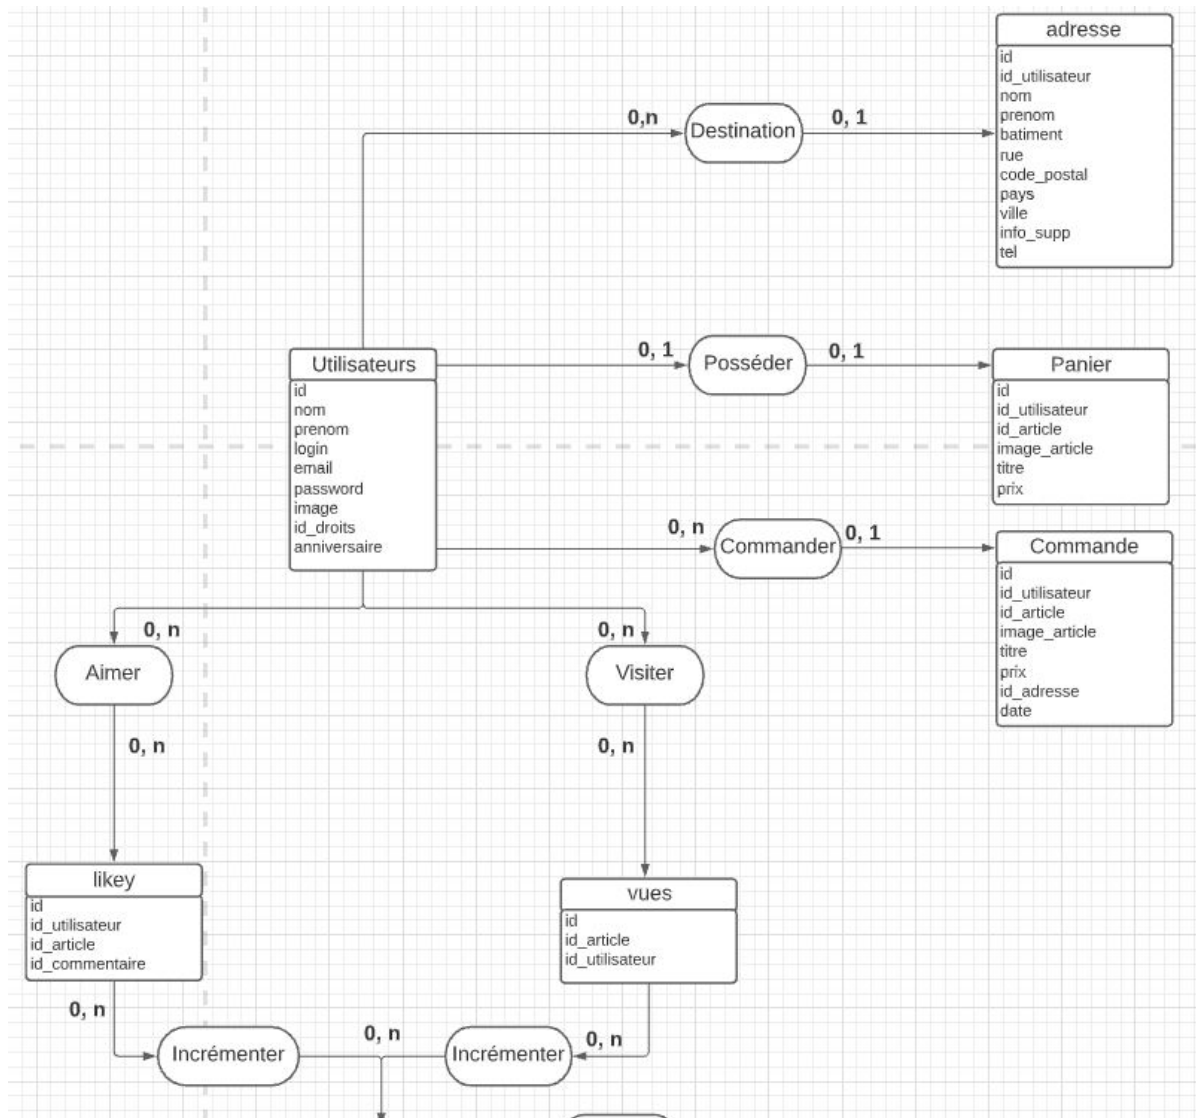 adresse
id
id_utilisateur
nom
prenom
batiment
rue
code_postal
pays
ville
info_supp
tel
0,n
Destination
0, 1
Utilisateurs
id
nom
prenom
login
email
password
image
id_droits
anniversaire
0, 1
Posséder
0, 1
Panier
id
id_utilisateur
id_article
image_article
titre
prix
0, n
Commander
0, 1
Commande
id
id_utilisateur
id_article
image_article
titre
prix
id_adresse
date
0, n
Aimer
0, n
0, n
Visiter
0, n
likey
id
id_utilisateur
id_article
id_commentaire
vues
id
id_article
id_utilisateur
0, n
Incrémenter
0, n
Incrémenter
0, n